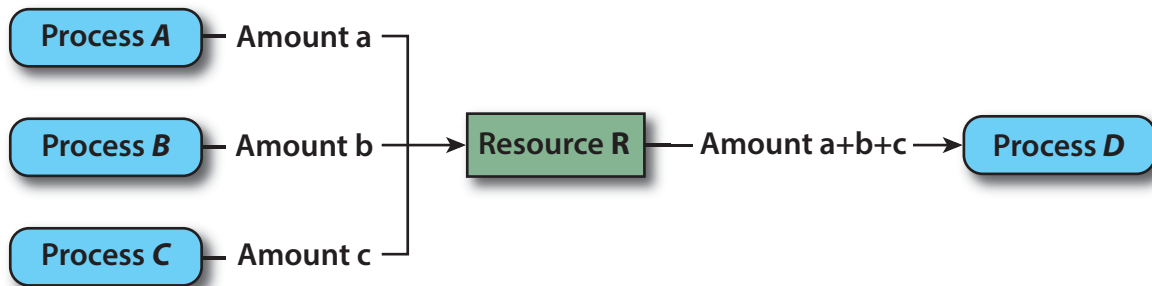 Process A
Amount a
Process B
Amount b
Resource R
Amount a+b+c
Process D
Process C
Amount c